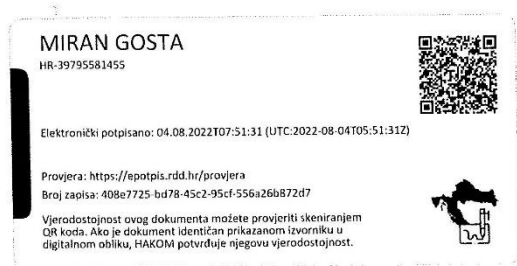 MIRAN GOSTA
HR-39795581455
Elektronički potpisano: 04.08.2022T07:51:31 (UTC:2022-08-04T05:51:31Z)
Provjera: https://epotpis.rdd.hr/provjera
Broj zapisa: 408e7725-bd78-45c2-95cf-556a26b872d7
Vjerodostojnost ovog dokumenta možete provjeriti skeniranjem
QR koda. Ako je dokument identičan prikazanom izvorniku u
digitalnom obliku, HAKOM potvrđuje njegovu vjerodostojnost.